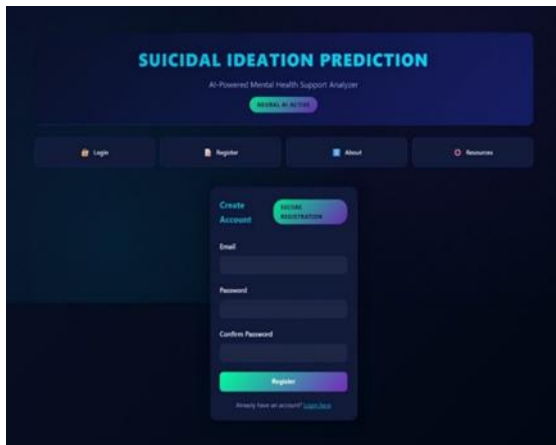 SUICIDAL IDEATION PREDICTION
AI-Powered Mental Health Support Analyzer
NEURAL AI ACTIVE
Login
Register
About
Resources
Create
Account
SECURE
REGISTRATION
Email
Password
Confirm Password
Register
Already have an account? Login here